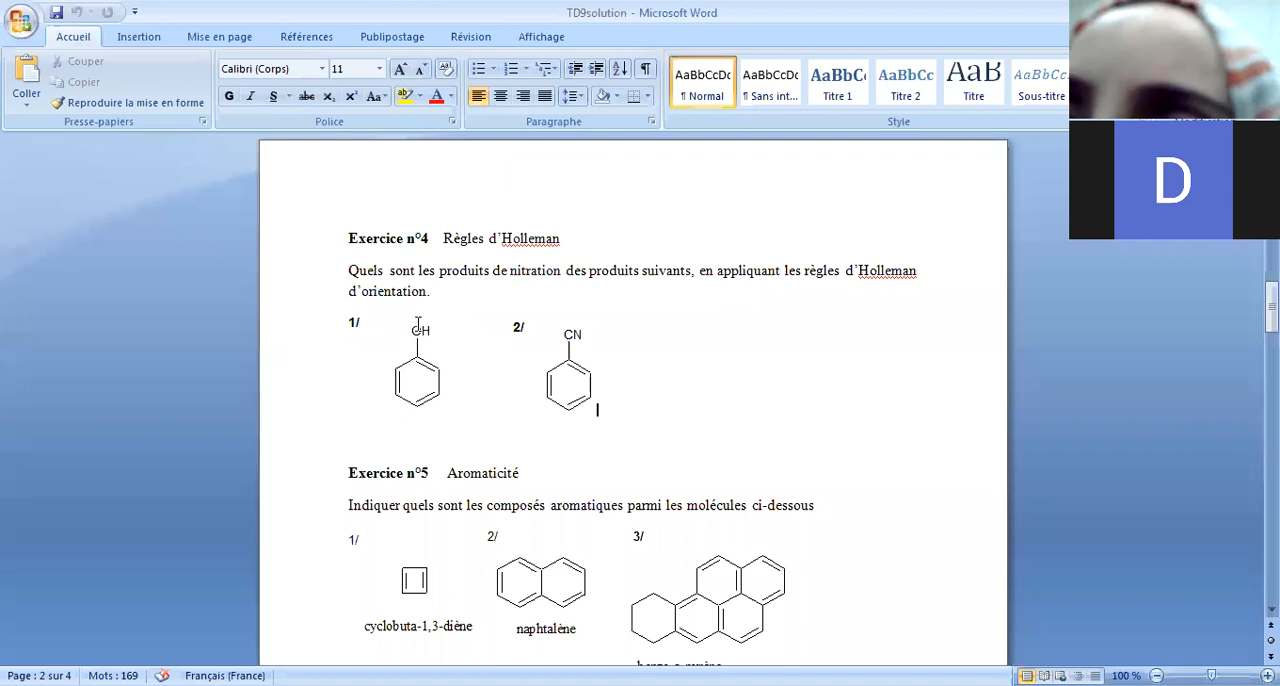 TD9solution - Microsoft Word
Accueil Insertion Mise en page Références Publipostage Révision Affichage
Coller
Couper
Copier
Reproduire la mise en forme
Presse-papiers
Calibri (Corps) 11
G I S abc X₂ X² Aa
Police
Paragraphe
AaBbCcDc AaBbCcDc AaBbC AaBbCc AaB AaBbCc
¶ Normal ¶ Sans int... Titre 1 Titre 2 Titre Sous-titre
Style
D
Exercice n°4 Règles d’Holleman
Quels sont les produits de nitration des produits suivants, en appliquant les règles d’Holleman
d’orientation.
1/ 2/
OH CN
Exercice n°5 Aromaticité
Indiquer quels sont les composés aromatiques parmi les molécules ci-dessous
1/ 2/ 3/
cyclobuta-1,3-diène naphtalène
Page : 2 sur 4 Mots : 169 Français (France) 100 %